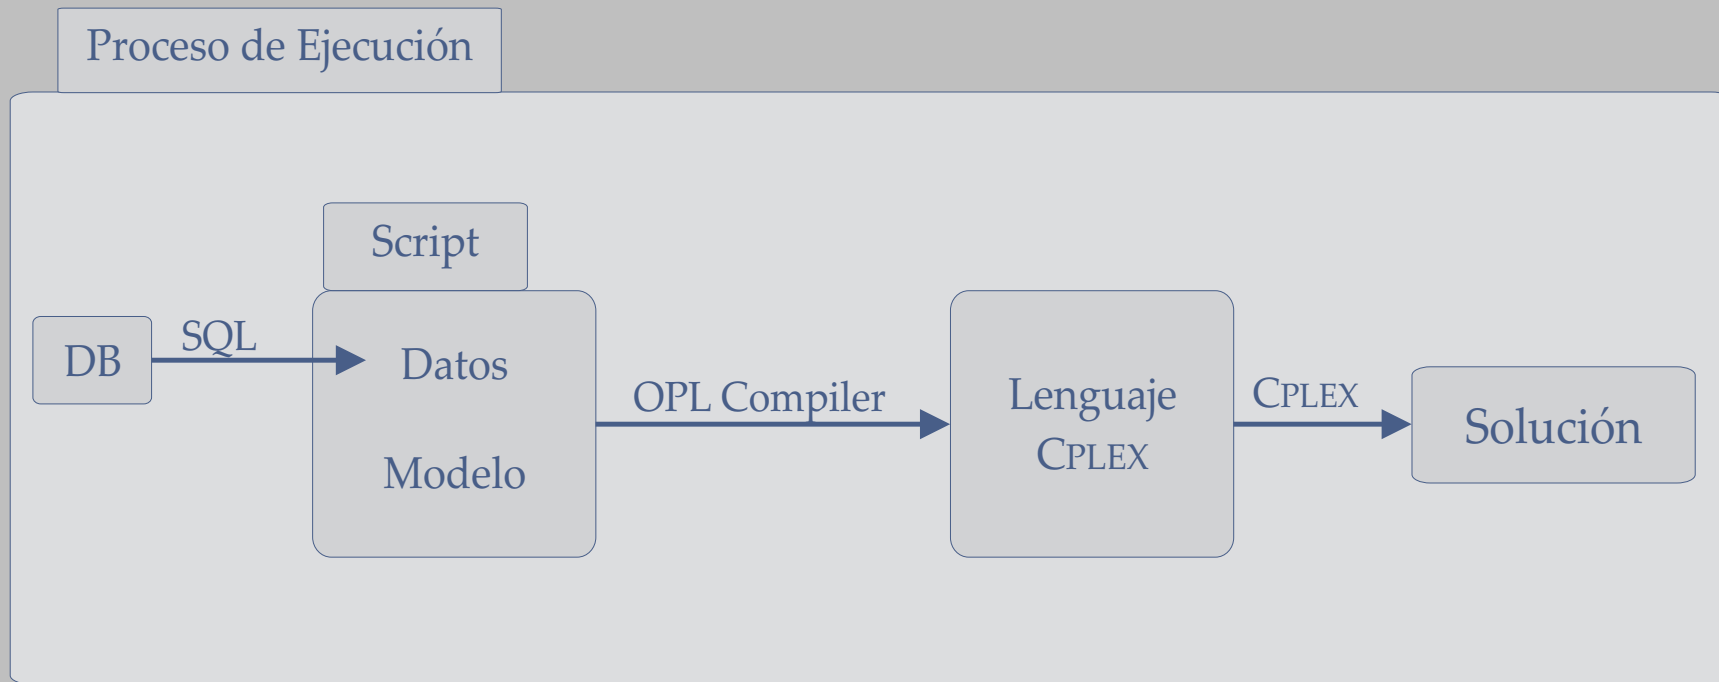 Proceso de Ejecución
Script
DB
SQL
Datos
Modelo
OPL Compiler
Lenguaje
CPLEX
CPLEX
Solución